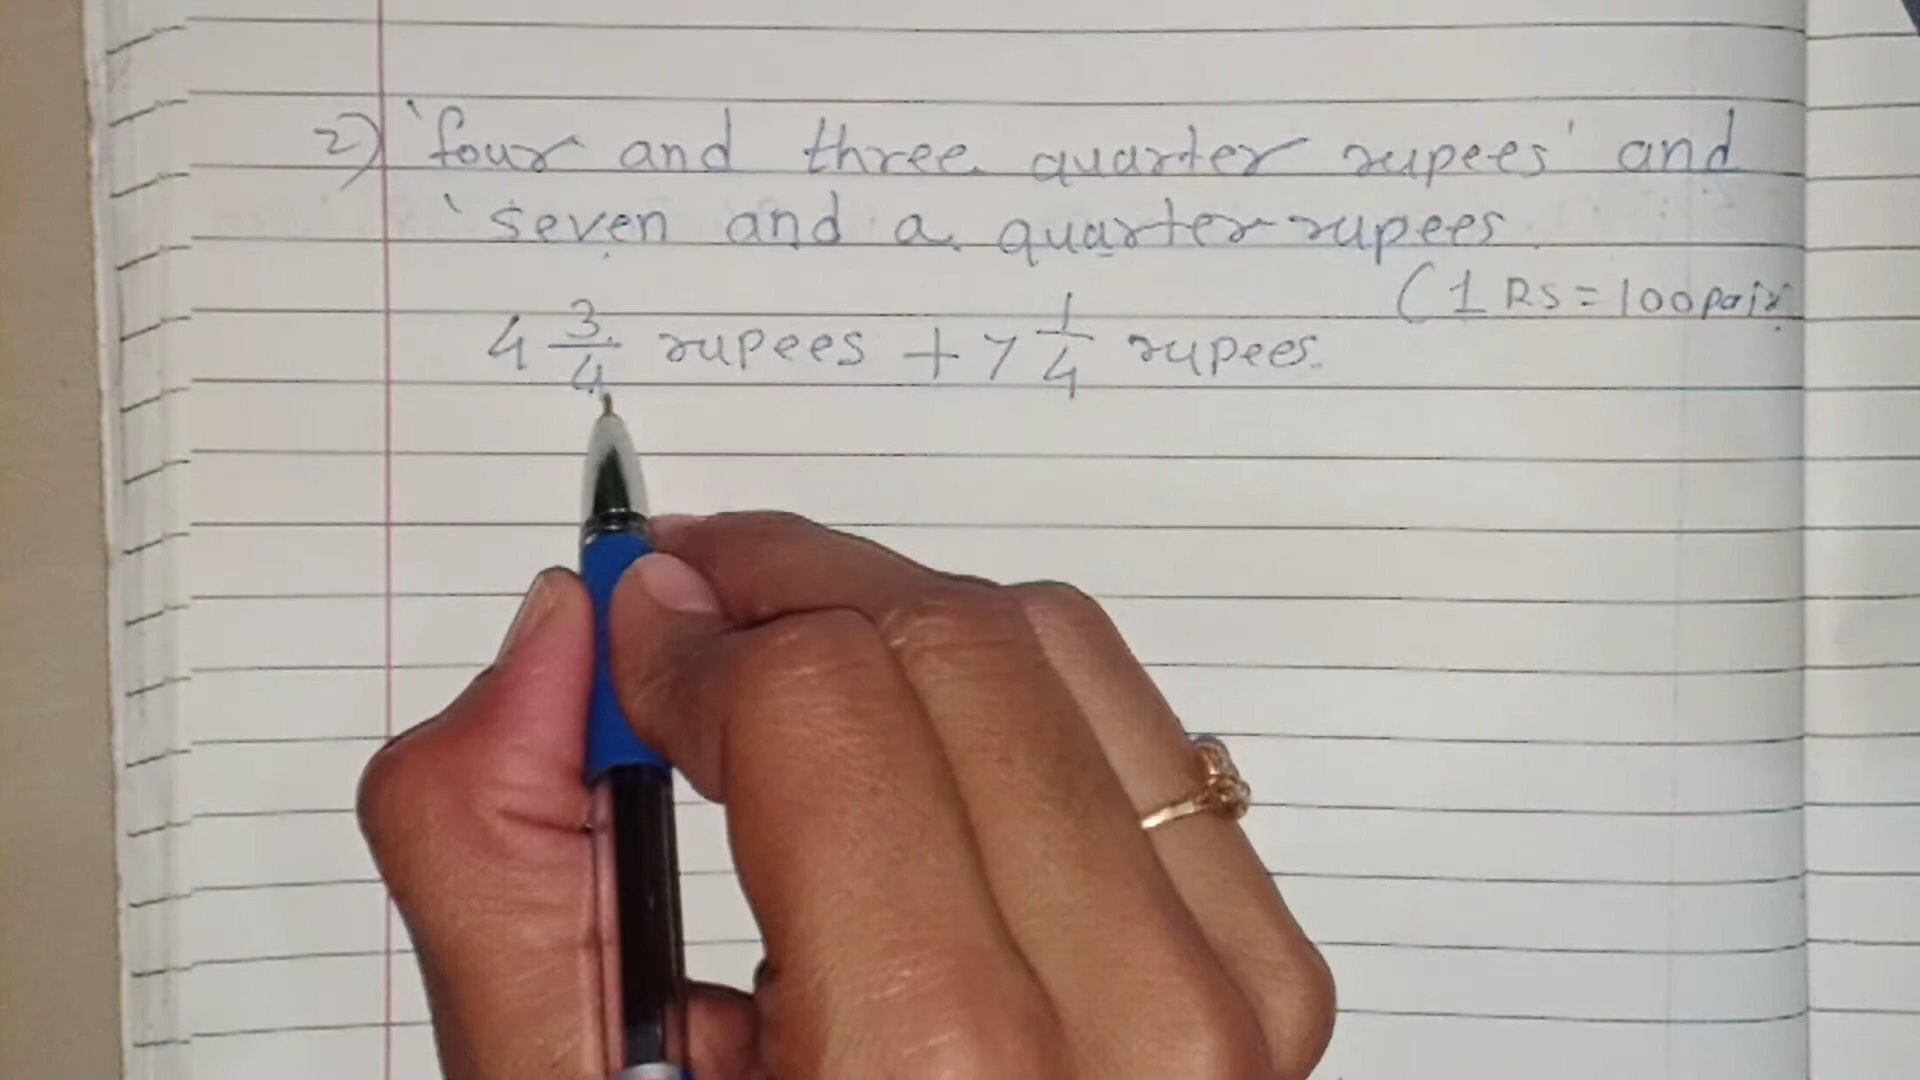 2) 'four and three quarter rupees' and
'seven and a quarter rupees.
(1 RS = 100 paix
4 3/4 rupees + 7 1/4 rupees.